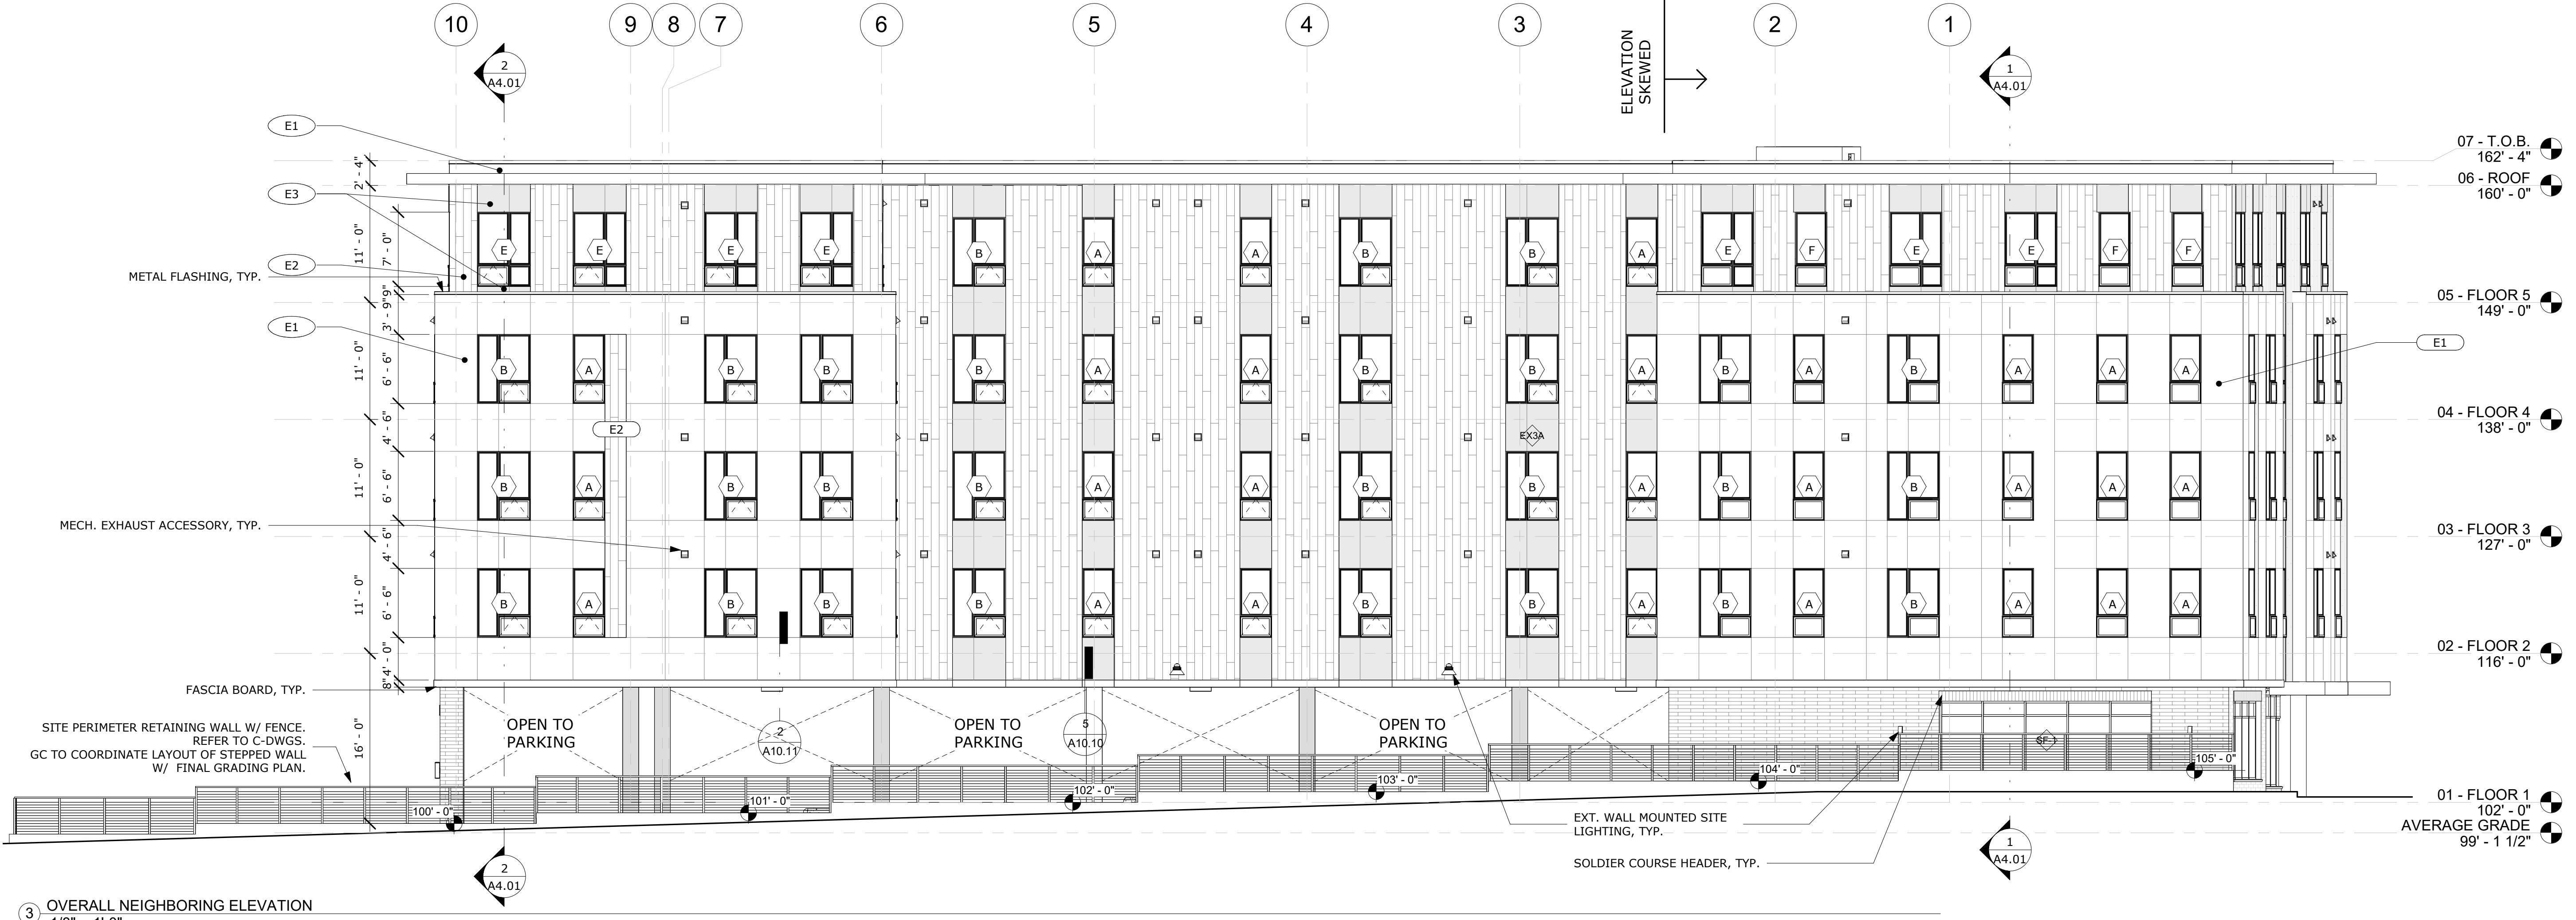 10
9
8
7
6
5
4
3
2
1
ELEVATION
SKEWED
2
A4.01
1
A4.01
E1
E3
E2
METAL FLASHING, TYP.
E1
MECH. EXHAUST ACCESSORY, TYP.
FASCIA BOARD, TYP.
SITE PERIMETER RETAINING WALL W/ FENCE.
REFER TO C-DWGS.
GC TO COORDINATE LAYOUT OF STEPPED WALL
W/ FINAL GRADING PLAN.
2' - 4"
11' - 0"
7' - 0"
9"
3' - 9"
11' - 0"
6' - 6"
4' - 6"
11' - 0"
6' - 6"
4' - 6"
11' - 0"
6' - 6"
4' - 0"
8"
16' - 0"
E E E E B A A B B A E F E E F F
B A B B B A A B B A B A B A A A
E2
EX3A
B A B B B A A B B A B A B A A A
B A B B B A A B B A B A B A A A
E1
07 - T.O.B.
162' - 4"
06 - ROOF
160' - 0"
05 - FLOOR 5
149' - 0"
04 - FLOOR 4
138' - 0"
03 - FLOOR 3
127' - 0"
02 - FLOOR 2
116' - 0"
01 - FLOOR 1
102' - 0"
AVERAGE GRADE
99' - 1 1/2"
OPEN TO
PARKING
2
A10.11
OPEN TO
PARKING
5
A10.10
OPEN TO
PARKING
SF-1
100' - 0"
101' - 0"
102' - 0"
103' - 0"
104' - 0"
105' - 0"
EXT. WALL MOUNTED SITE
LIGHTING, TYP.
SOLDIER COURSE HEADER, TYP.
2
A4.01
1
A4.01
3
OVERALL NEIGHBORING ELEVATION